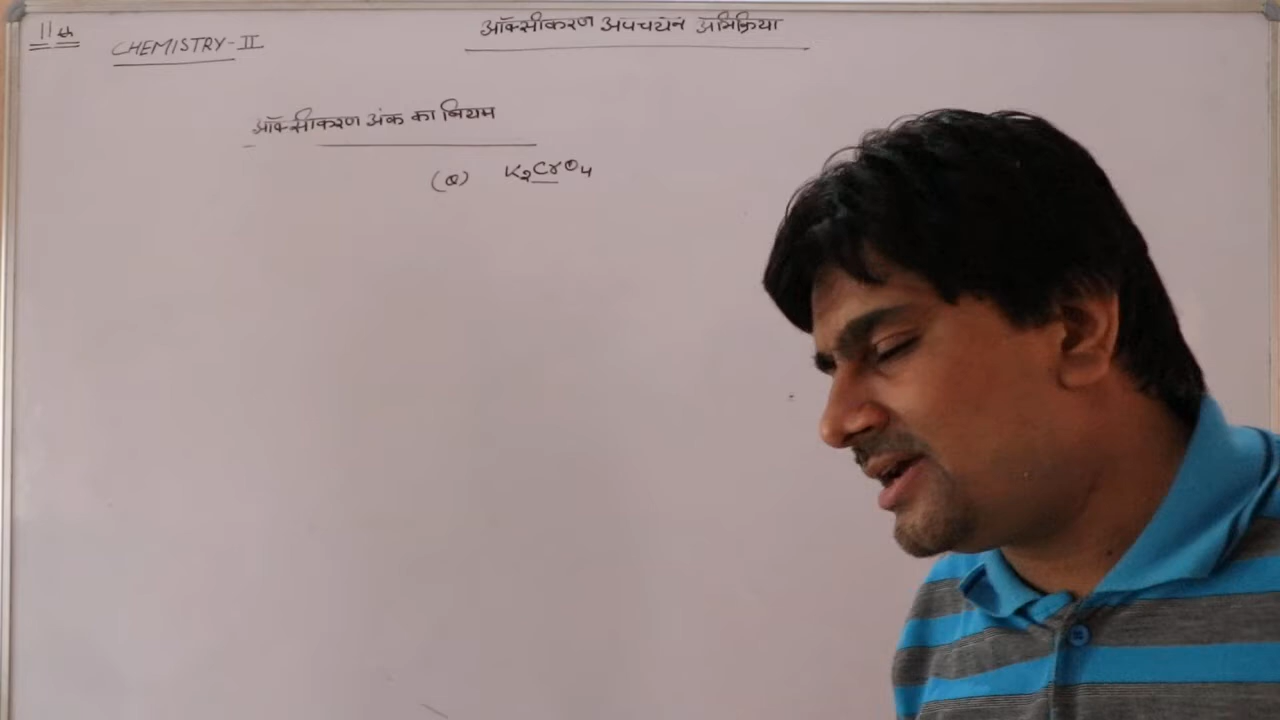 11th
CHEMISTRY-II
ऑक्सीकरण अपचयन अभिक्रिया
ऑक्सीकरण अंक का नियम
(a) K2CrO4